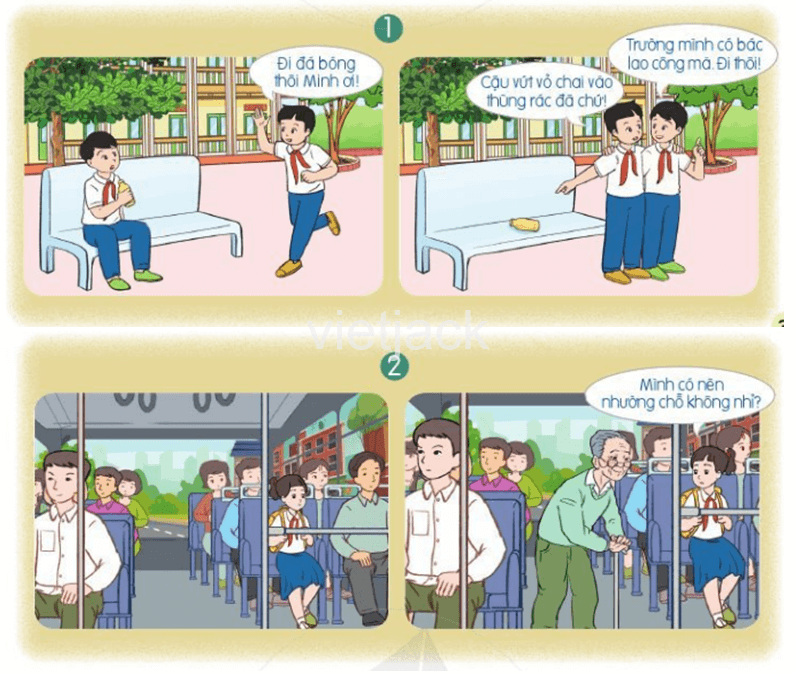 1
Đi đá bóng
thôi Minh ơi!
Cậu vứt vỏ chai vào
thùng rác đã chứ!
Trường mình có bác
lao công mà. Đi thôi!
vietjack
2
Mình có nên
nhường chỗ không nhỉ?